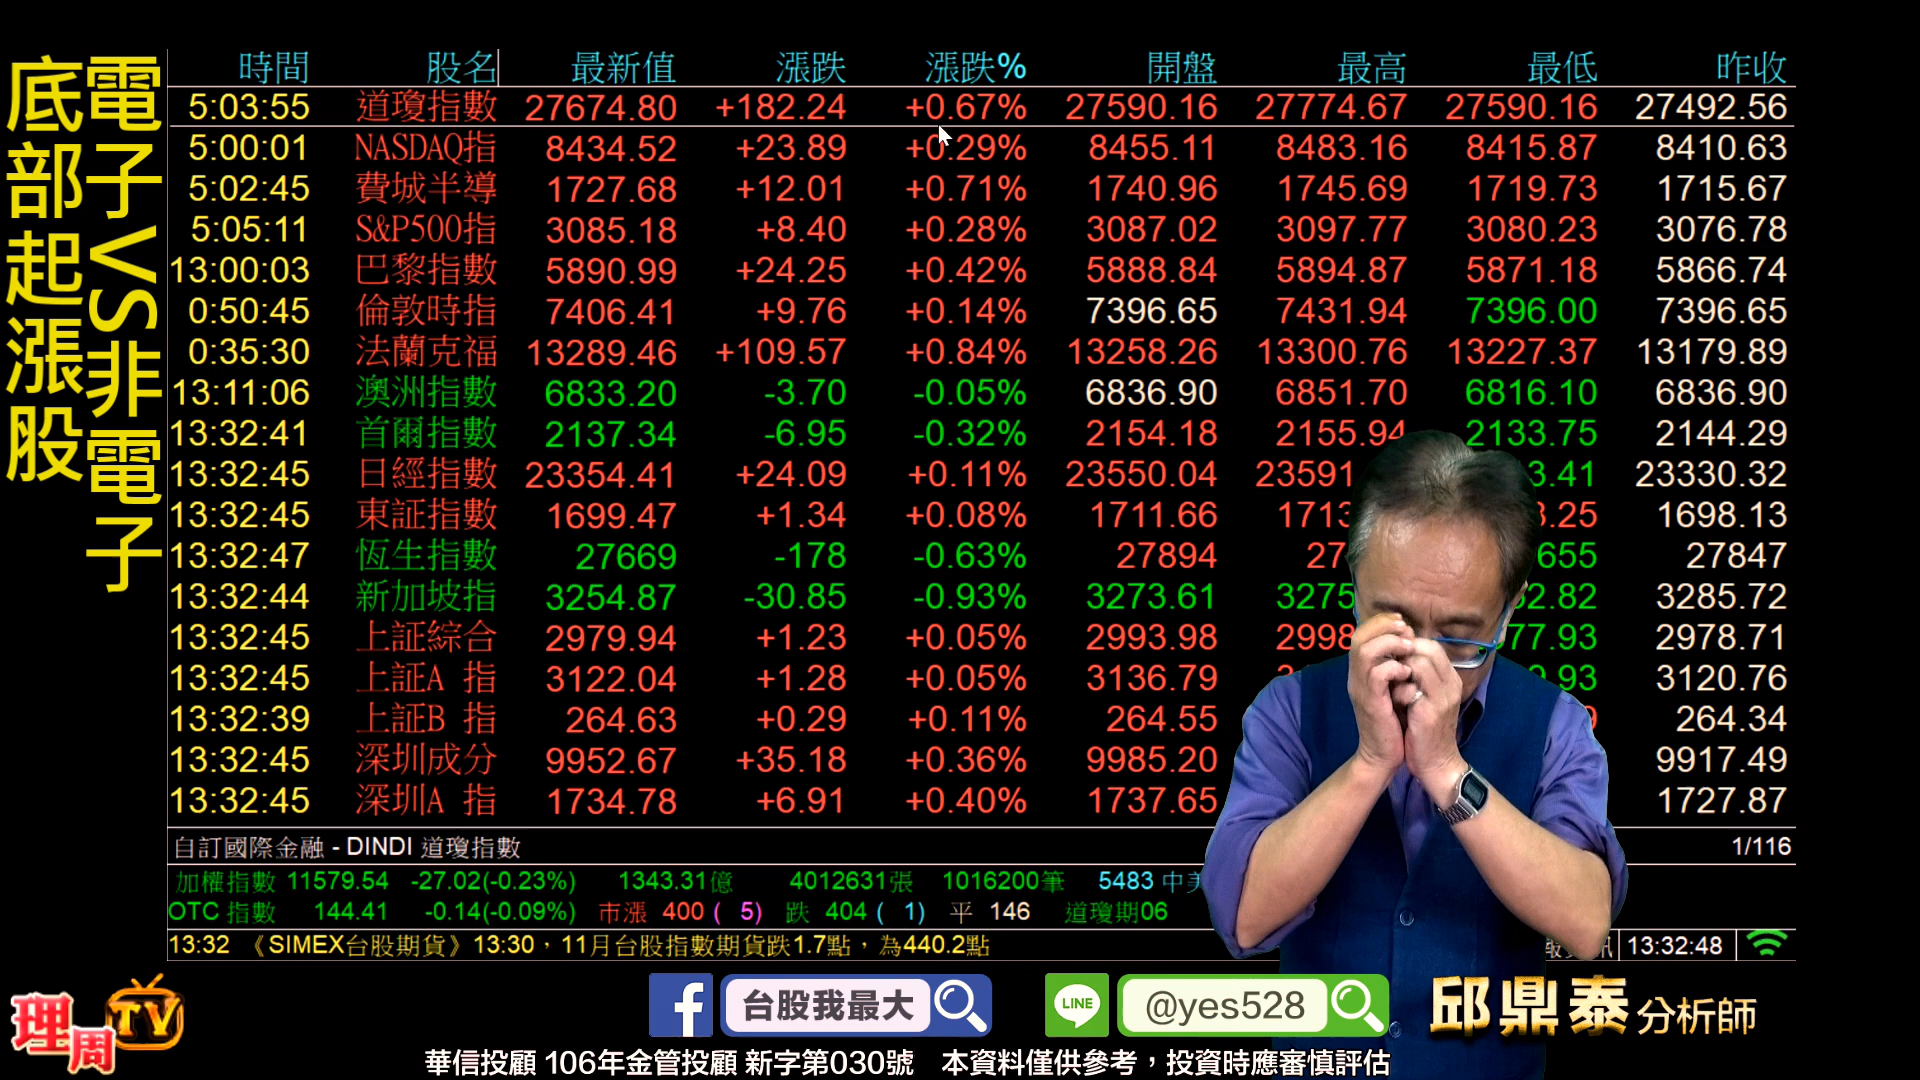 電子VS非電子
底部起漲股
時間 股名 最新值 漲跌 漲跌% 開盤 最高 最低 昨收
5:03:55 道瓊指數 27674.80 +182.24 +0.67% 27590.16 27774.67 27590.16 27492.56
5:00:01 NASDAQ指 8434.52 +23.89 +0.29% 8455.11 8483.16 8415.87 8410.63
5:02:45 費城半導 1727.68 +12.01 +0.71% 1740.96 1745.69 1719.73 1715.67
5:05:11 S&P500指 3085.18 +8.40 +0.28% 3087.02 3097.77 3080.23 3076.78
13:00:03 巴黎指數 5890.99 +24.25 +0.42% 5888.84 5894.87 5871.18 5866.74
0:50:45 倫敦時指 7406.41 +9.76 +0.14% 7396.65 7431.94 7396.00 7396.65
0:35:30 法蘭克福 13289.46 +109.57 +0.84% 13258.26 13300.76 13227.37 13179.89
13:11:06 澳洲指數 6833.20 -3.70 -0.05% 6836.90 6851.70 6816.10 6836.90
13:32:41 首爾指數 2137.34 -6.95 -0.32% 2154.18 2155.94 2133.75 2144.29
13:32:45 日經指數 23354.41 +24.09 +0.11% 23550.04 23591 3.41 23330.32
13:32:45 東証指數 1699.47 +1.34 +0.08% 1711.66 1713 .25 1698.13
13:32:47 恆生指數 27669 -178 -0.63% 27894 27 655 27847
13:32:44 新加坡指 3254.87 -30.85 -0.93% 3273.61 3275 2.82 3285.72
13:32:45 上証綜合 2979.94 +1.23 +0.05% 2993.98 2998 77.93 2978.71
13:32:45 上証A 指 3122.04 +1.28 +0.05% 3136.79 .93 3120.76
13:32:39 上証B 指 264.63 +0.29 +0.11% 264.55 264.34
13:32:45 深圳成分 9952.67 +35.18 +0.36% 9985.20 9917.49
13:32:45 深圳A 指 1734.78 +6.91 +0.40% 1737.65 1727.87
自訂國際金融 - DINDI 道瓊指數 1/116
加權指數 11579.54 -27.02(-0.23%) 1343.31億 4012631張 1016200筆 5483 中美
OTC 指數 144.41 -0.14(-0.09%) 市漲 400 ( 5) 跌 404 ( 1) 平 146 道瓊期06
13:32 《SIMEX台股期貨》13:30，11月台股指數期貨跌1.7點，為440.2點 13:32:48
理周TV
台股我最大
LINE @yes528
邱鼎泰 分析師
華信投顧 106年金管投顧 新字第030號 本資料僅供參考，投資時應審慎評估